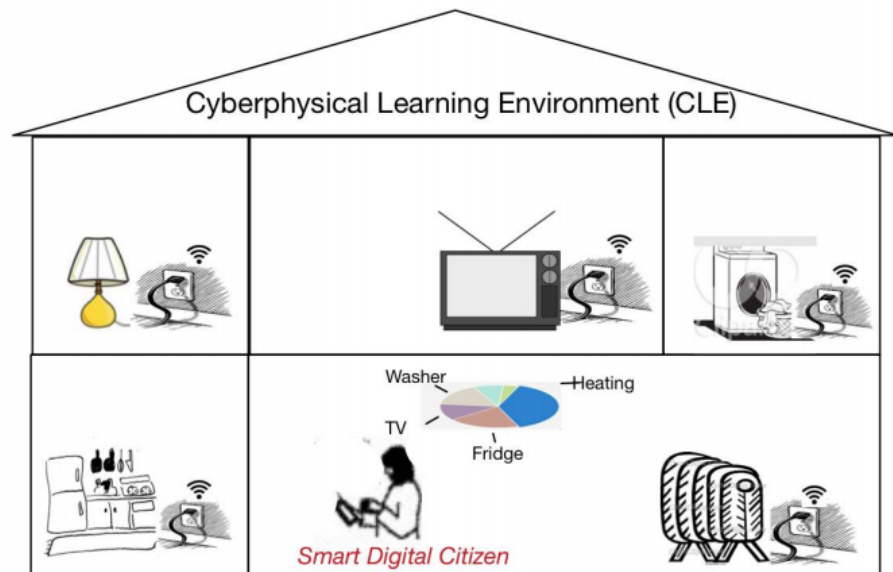 Cyberphysical Learning Environment (CLE)
Washer
Heating
TV
Fridge
Smart Digital Citizen